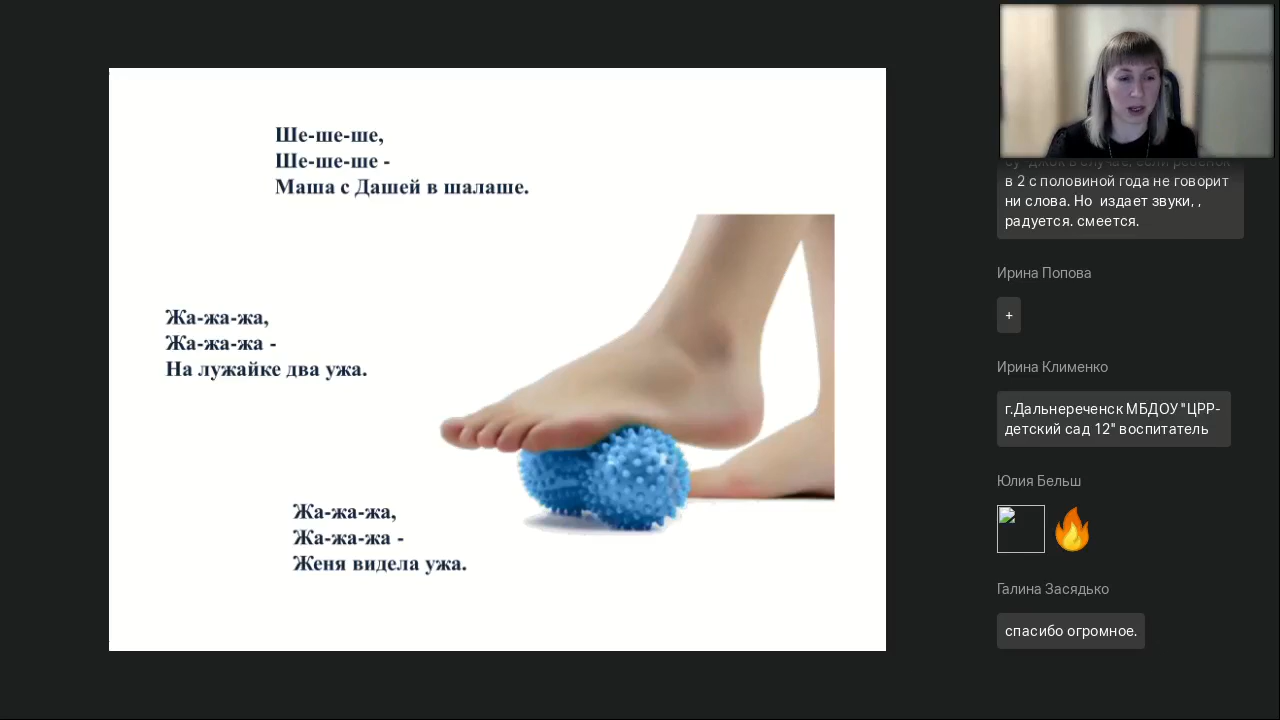 Ше-ше-ше,
Ше-ше-ше -
Маша с Дашей в шалаше.
Жа-жа-жа,
Жа-жа-жа -
На лужайке два ужа.
Жа-жа-жа,
Жа-жа-жа -
Женя видела ужа.
в 2 с половиной года не говорит
ни слова. Но издает звуки, ,
радуется. смеется.
Ирина Попова
+
Ирина Клименко
г.Дальнереченск МБДОУ "ЦРР-
детский сад 12" воспитатель
Юлия Бельш
Галина Засядько
спасибо огромное.